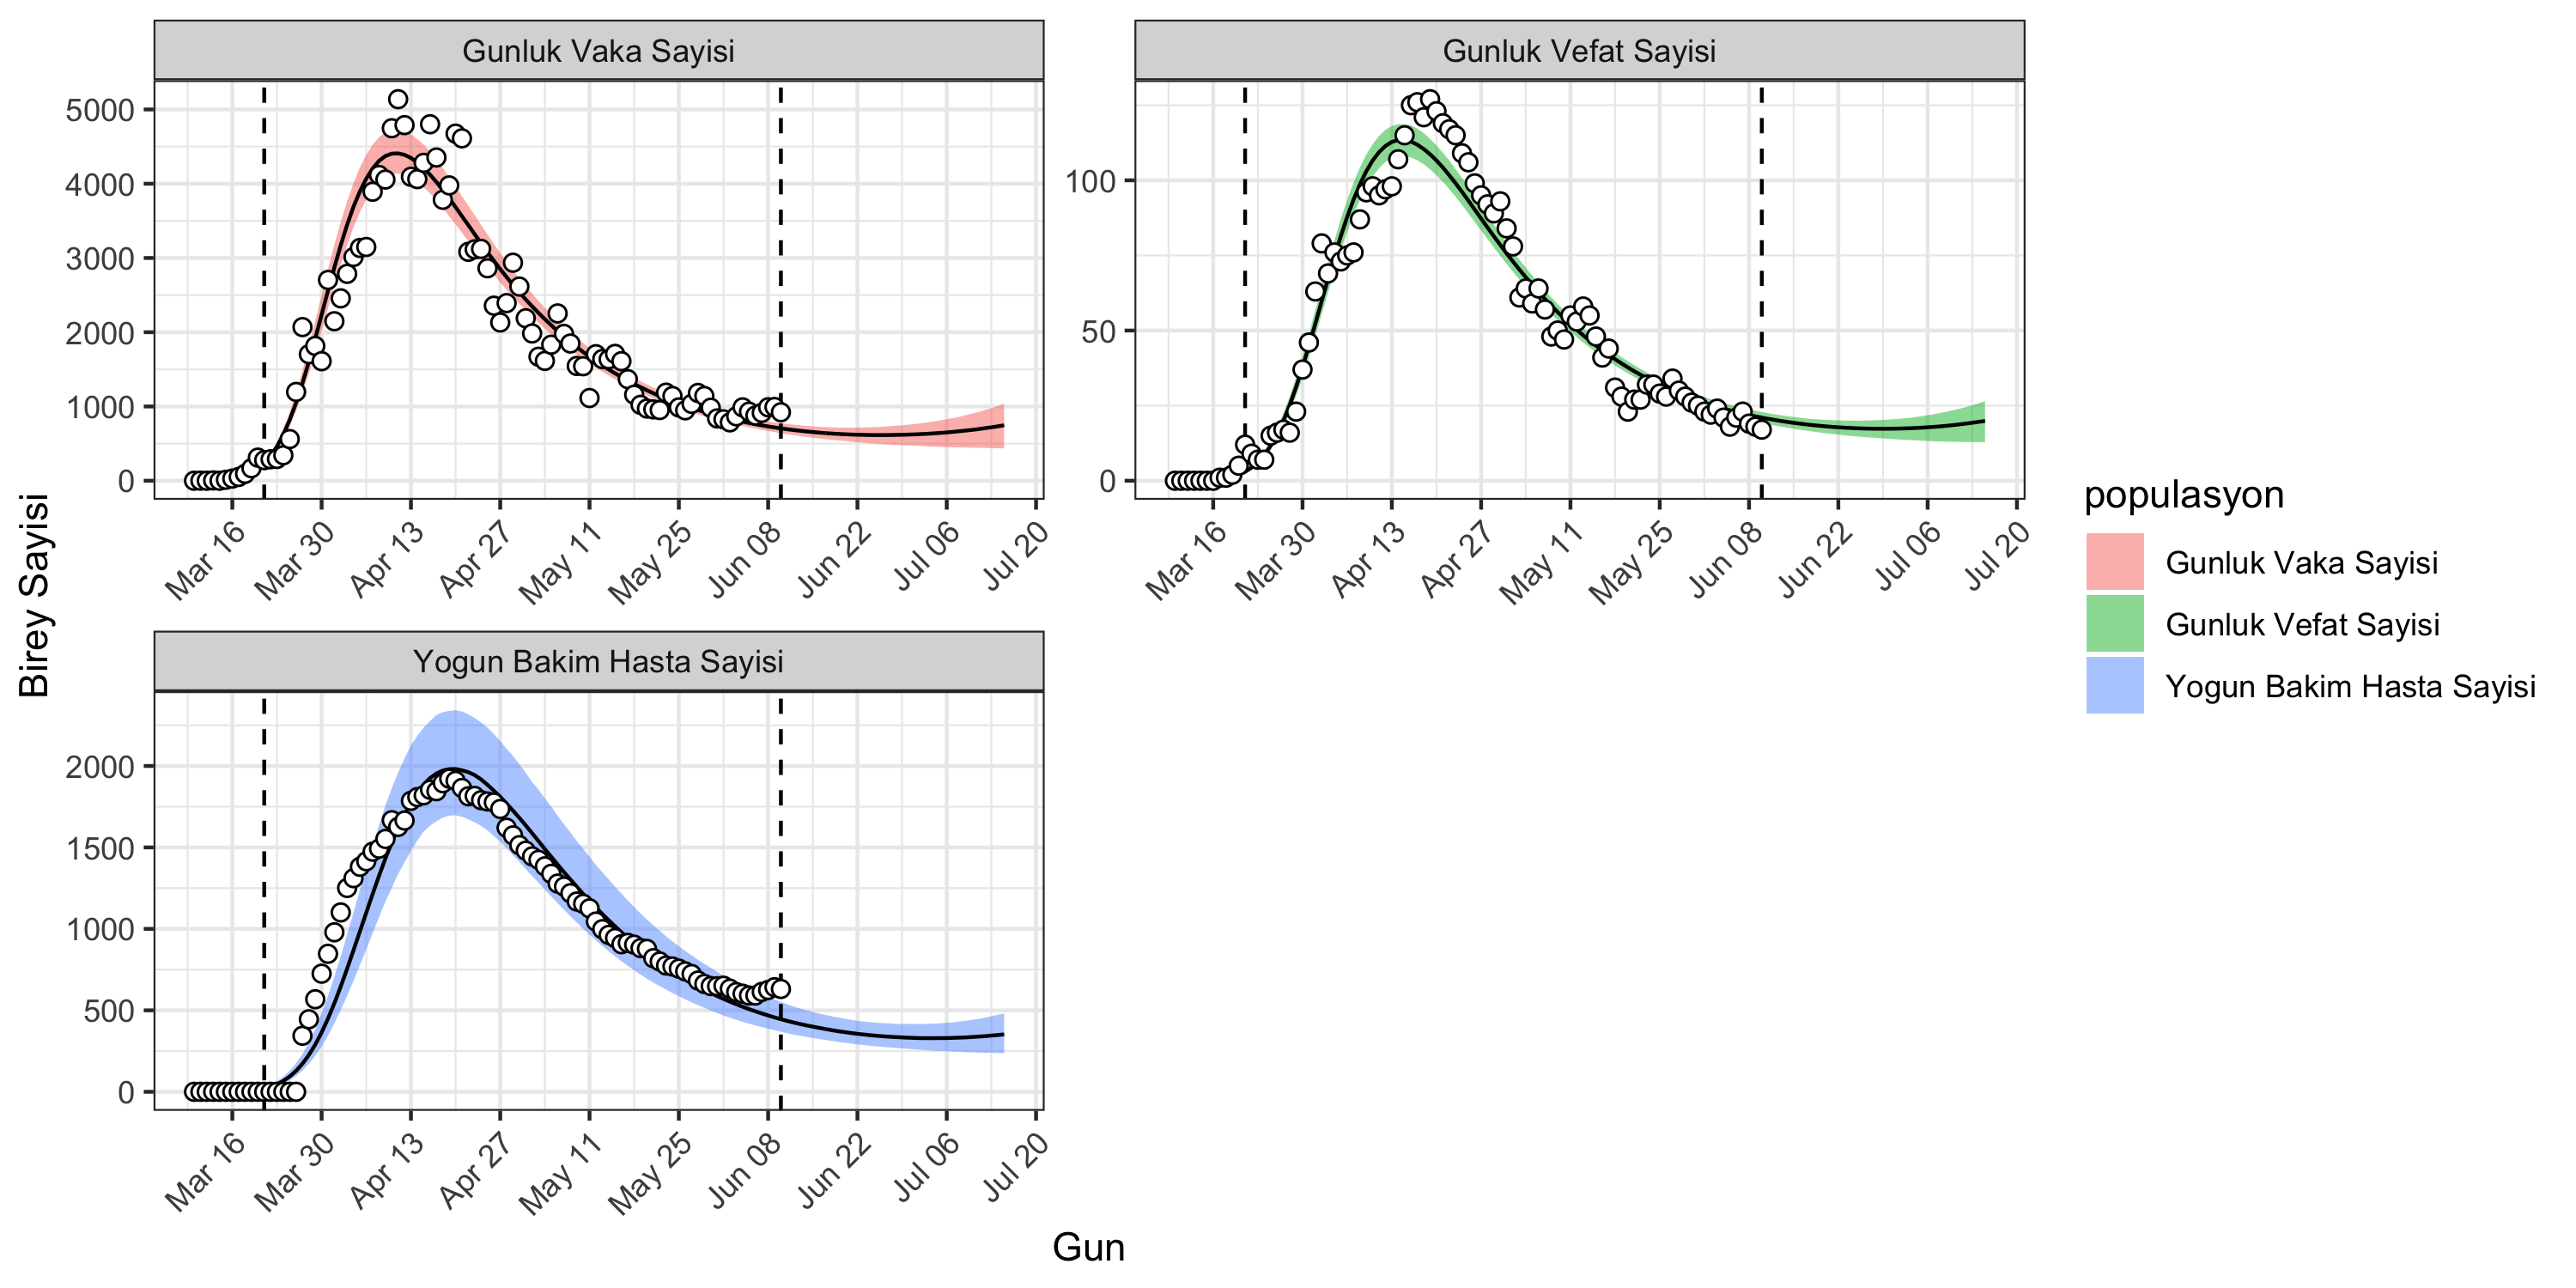 Gunluk Vaka Sayisi
Gunluk Vefat Sayisi
5000
4000
3000
2000
1000
0
100
50
0
Mar 16 Mar 30 Apr 13 Apr 27 May 11 May 25 Jun 08 Jun 22 Jul 06 Jul 20
Mar 16 Mar 30 Apr 13 Apr 27 May 11 May 25 Jun 08 Jun 22 Jul 06 Jul 20
Birey Sayisi
Yogun Bakim Hasta Sayisi
2000
1500
1000
500
0
Mar 16 Mar 30 Apr 13 Apr 27 May 11 May 25 Jun 08 Jun 22 Jul 06 Jul 20
Gun
populasyon
Gunluk Vaka Sayisi
Gunluk Vefat Sayisi
Yogun Bakim Hasta Sayisi